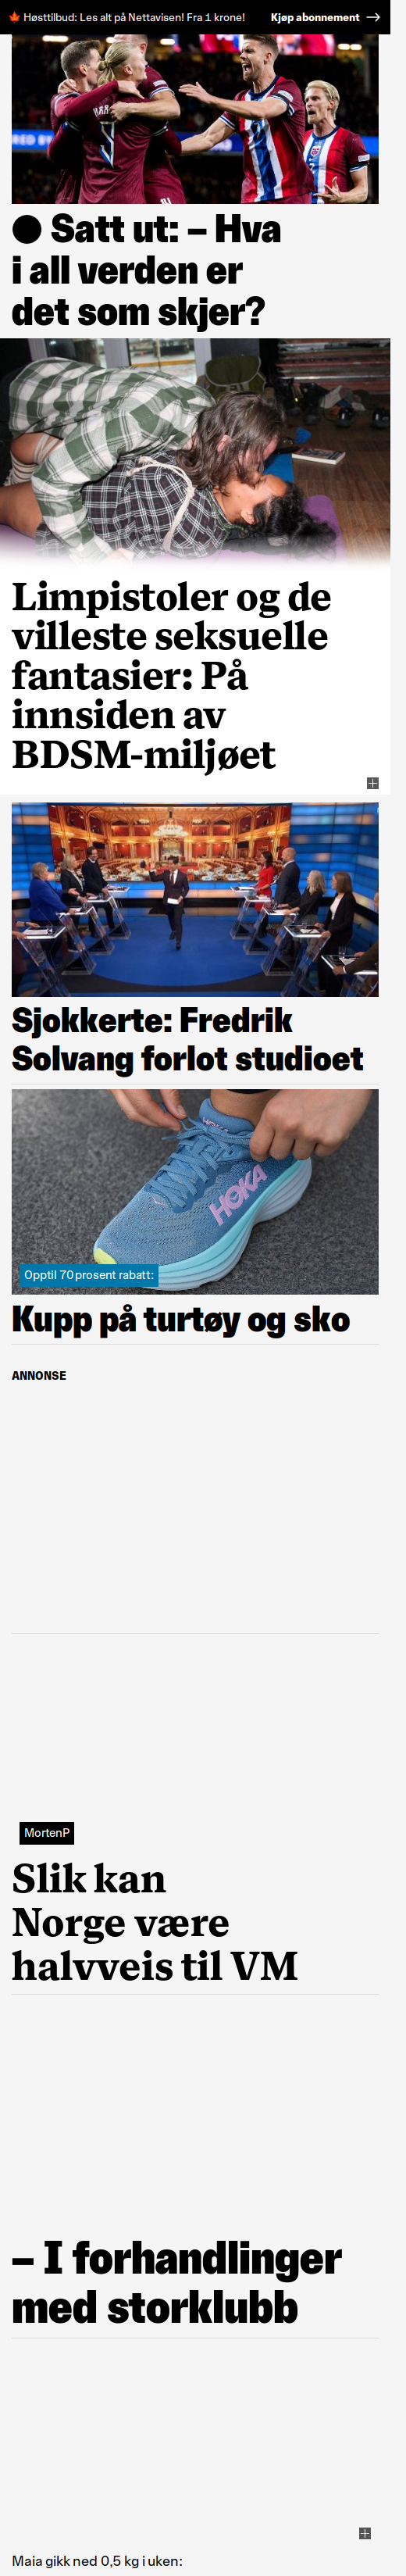 🍁 Høsttilbud: Les alt på Nettavisen! Fra 1 krone! Kjøp abonnement →
● Satt ut: – Hva
i all verden er
det som skjer?
Limpistoler og de
villeste seksuelle
fantasier: På
innsiden av
BDSM-miljøet
Sjokkerte: Fredrik
Solvang forlot studioet
HOKA
HOKA
Opptil 70 prosent rabatt:
Kupp på turtøy og sko
ANNONSE
MortenP
Slik kan
Norge være
halvveis til VM
– I forhandlinger
med storklubb
Maia gikk ned 0,5 kg i uken: